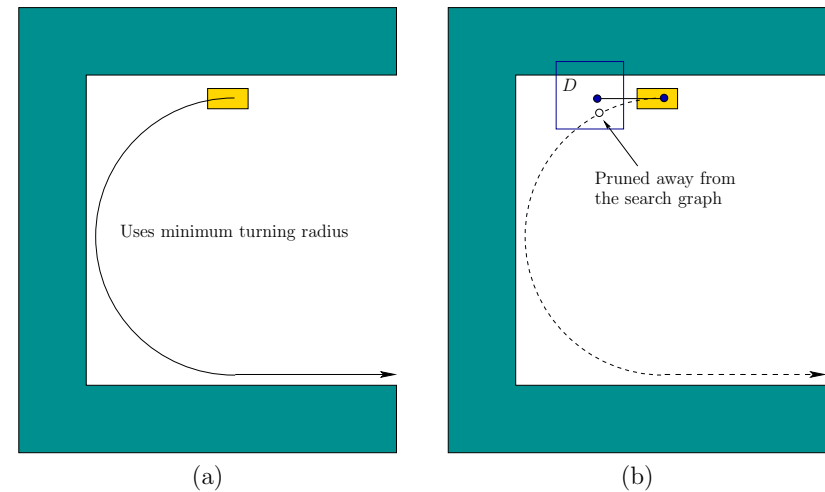 Uses minimum turning radius
(a)
D
Pruned away from
the search graph
(b)